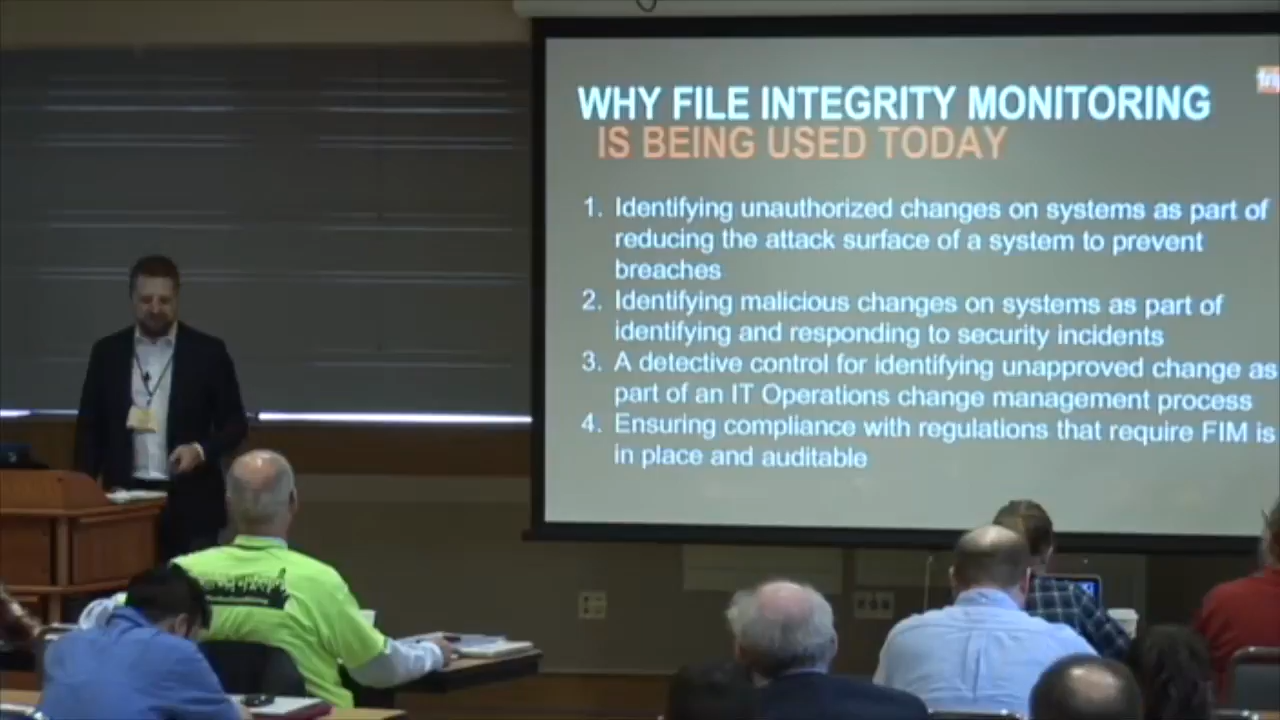 WHY FILE INTEGRITY MONITORING
IS BEING USED TODAY
1. Identifying unauthorized changes on systems as part of
reducing the attack surface of a system to prevent
breaches
2. Identifying malicious changes on systems as part of
identifying and responding to security incidents
3. A detective control for identifying unapproved change as
part of an IT Operations change management process
4. Ensuring compliance with regulations that require FIM is
in place and auditable